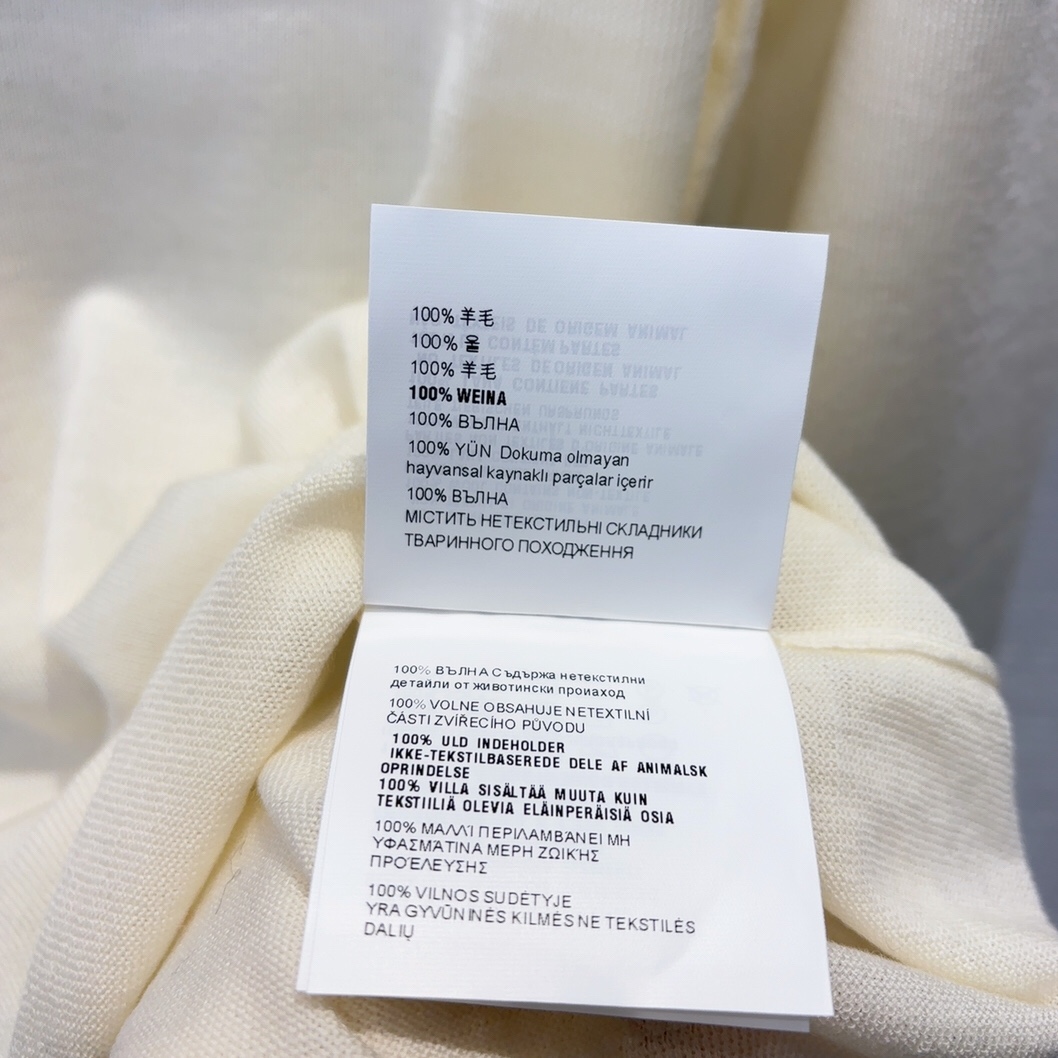 100% 羊毛
100% 울
100% 羊毛
100% WEINA
100% ВЪЛНА
100% YÜN Dokuma olmayan
hayvansal kaynaklı parçalar içerir
100% ВЪЛНА
МІСТИТЬ НЕТЕКСТИЛЬНІ СКЛАДНИКИ
ТВАРИННОГО ПОХОДЖЕННЯ
100% ВЪЛНА Съдържа нетекстилни
детайли от животински проиаход
100% VOLNE OBSAHUJE NETEXTILNÍ
ČÁSTI ZVÍŘECÍHO PŮVODU
100% ULD INDEHOLDER
IKKE-TEKSTILBASEREDE DELE AF ANIMALSK
OPRINDELSE
100% VILLA SISÄLTÄÄ MUUTA KUIN
TEKSTIILIÄ OLEVIA ELÄINPERÄISIÄ OSIA
100% ΜΑΛΛΊ ΠΕΡΙΛΑΜΒΆΝΕΙ ΜΗ
ΥΦΑΣΜΆΤΙΝΑ ΜΕΡΗ ΖΩΙΚΉΣ
ΠΡΟΈΛΕΥΣΗΣ
100% VILNOS SUDĖTYJE
YRA GYVŪNINĖS KILMĖS NE TEKSTILĖS
DALIŲ